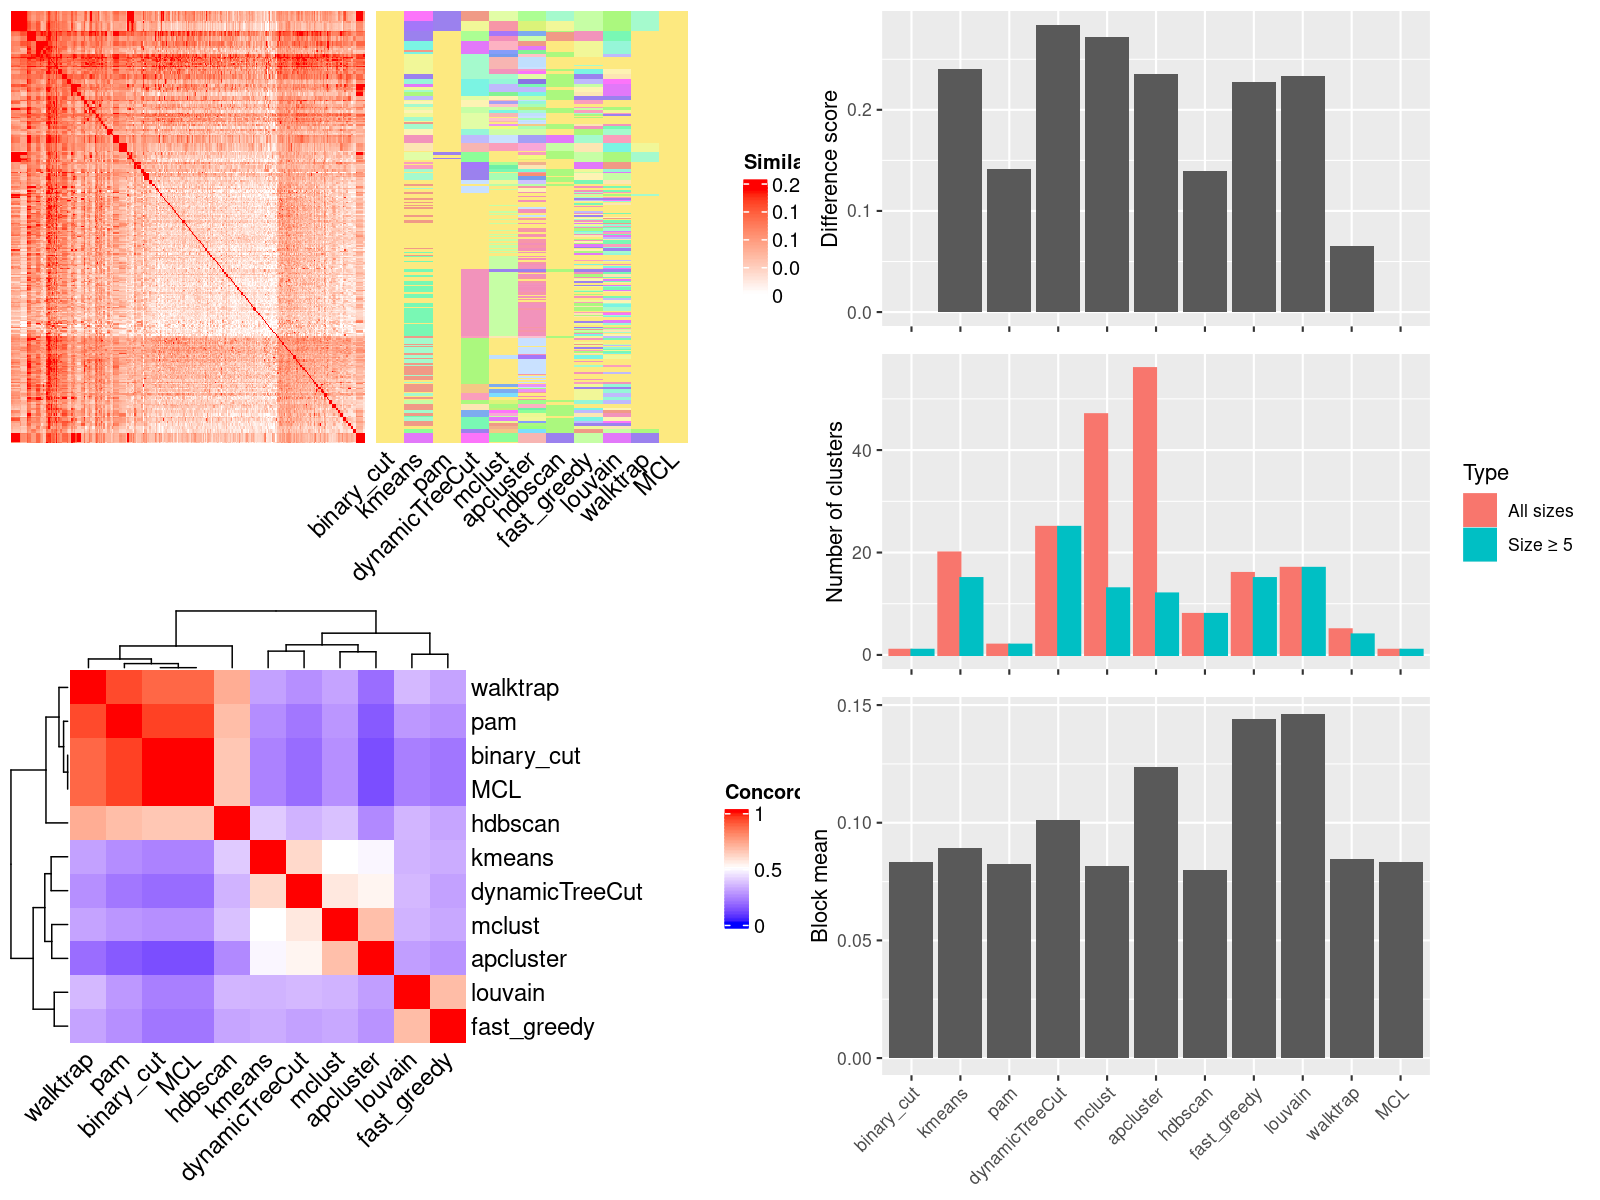 Simila
0.2
0.1
0.1
0.0
0
binary_cut
kmeans
pam
dynamicTreeCut
mclust
apcluster
hdbscan
fast_greedy
louvain
walktrap
MCL
walktrap
pam
binary_cut
MCL
hdbscan
kmeans
dynamicTreeCut
mclust
apcluster
louvain
fast_greedy
walktrap
pam
binary_cut
MCL
hdbscan
kmeans
dynamicTreeCut
mclust
apcluster
louvain
fast_greedy
Concord
1
0.5
0
Difference score
0.2
0.1
0.0
Number of clusters
40
20
0
Type
All sizes
Size ≥ 5
Block mean
0.15
0.10
0.05
0.00
binary_cut
kmeans
pam
dynamicTreeCut
mclust
apcluster
hdbscan
fast_greedy
louvain
walktrap
MCL